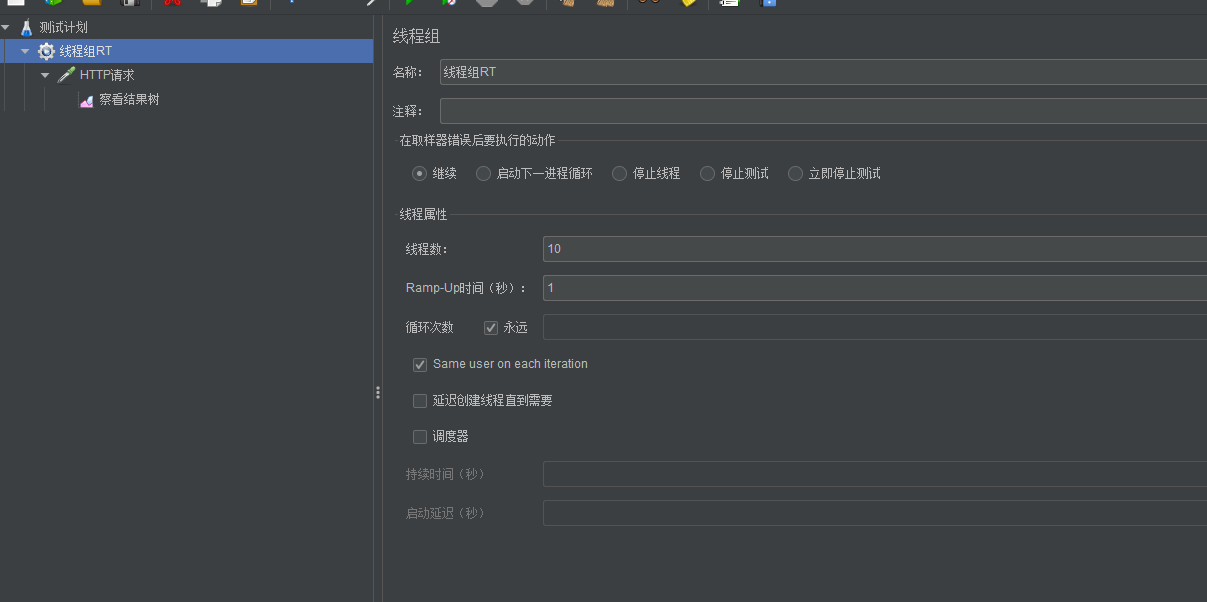 测试计划
线程组RT
HTTP请求
察看结果树
线程组
名称： 线程组RT
注释：
在取样器错误后要执行的动作
继续 启动下一进程循环 停止线程 停止测试 立即停止测试
线程属性
线程数： 10
Ramp-Up时间（秒）： 1
循环次数 永远
Same user on each iteration
延迟创建线程直到需要
调度器
持续时间（秒）
启动延迟（秒）